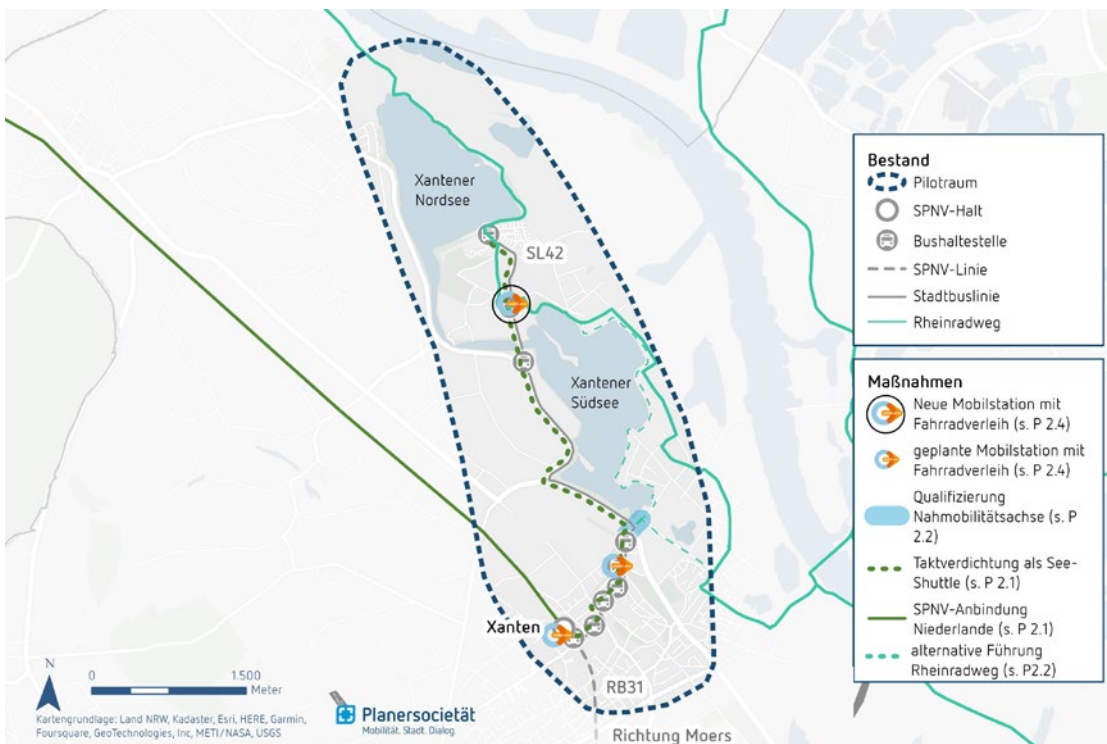 Xantener
Nordsee
SL42
Xantener
Südsee
Xanten
RB31
Richtung Moers
Bestand
Pilotraum
SPNV-Halt
Bushaltestelle
SPNV-Linie
Stadtbuslinie
Rheinradweg
Maßnahmen
Neue Mobilstation mit
Fahrradverleih (s. P 2.4)
geplante Mobilstation mit
Fahrradverleih (s. P 2.4)
Qualifizierung
Nahmobilitätsachse (s. P
2.2)
Taktverdichtung als See-
Shuttle (s. P 2.1)
SPNV-Anbindung
Niederlande (s. P 2.1)
alternative Führung
Rheinradweg (s. P2.2)
N
0 1.500
Meter
Kartengrundlage: Land NRW, Kadaster, Esri, HERE, Garmin,
Foursquare, GeoTechnologies, Inc, METI/NASA, USGS
Planersocietät
Mobilität. Stadt. Dialog.